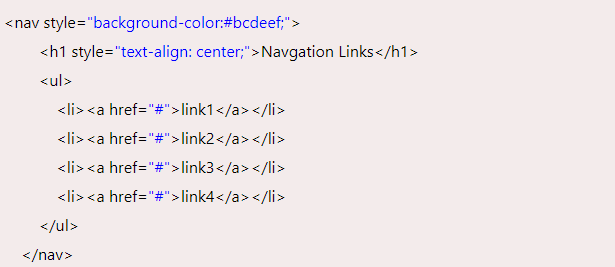 <nav style="background-color:#bcdeef;">
<h1 style="text-align: center;">Navgation Links</h1>
<ul>
<li><a href="#">link1</a></li>
<li><a href="#">link2</a></li>
<li><a href="#">link3</a></li>
<li><a href="#">link4</a></li>
</ul>
</nav>